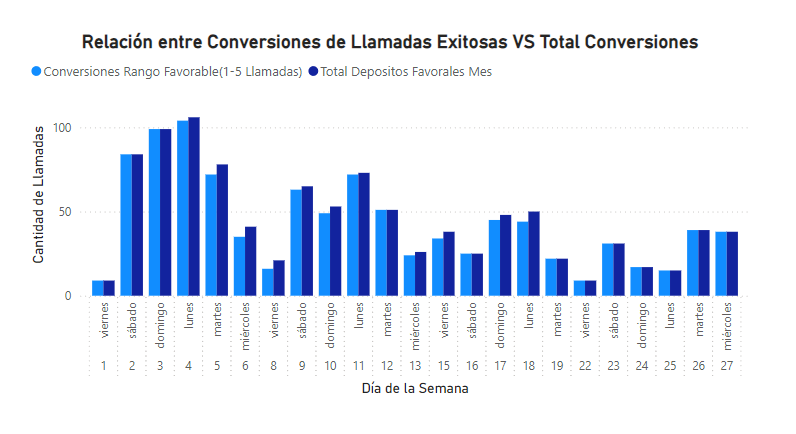 Relación entre Conversiones de Llamadas Exitosas VS Total Conversiones
Conversiones Rango Favorable(1-5 Llamadas) Total Depositos Favorales Mes
Cantidad de Llamadas
100
50
0
viernes sábado domingo lunes martes miércoles viernes sábado domingo lunes martes miércoles viernes sábado domingo lunes martes viernes sábado domingo lunes martes miércoles
1 2 3 4 5 6 8 9 10 11 12 13 15 16 17 18 19 22 23 24 25 26 27
Día de la Semana